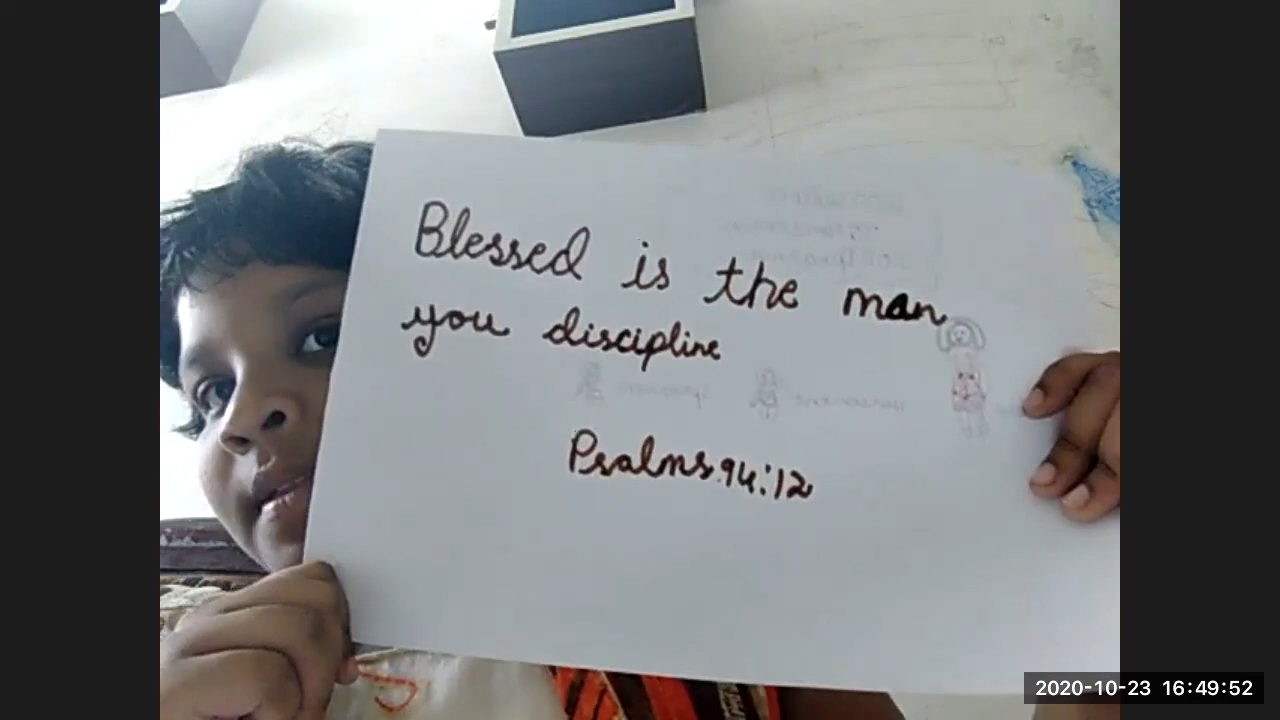 Blessed is the man
you discipline
Psalms.94:12
2020-10-23 16:49:52